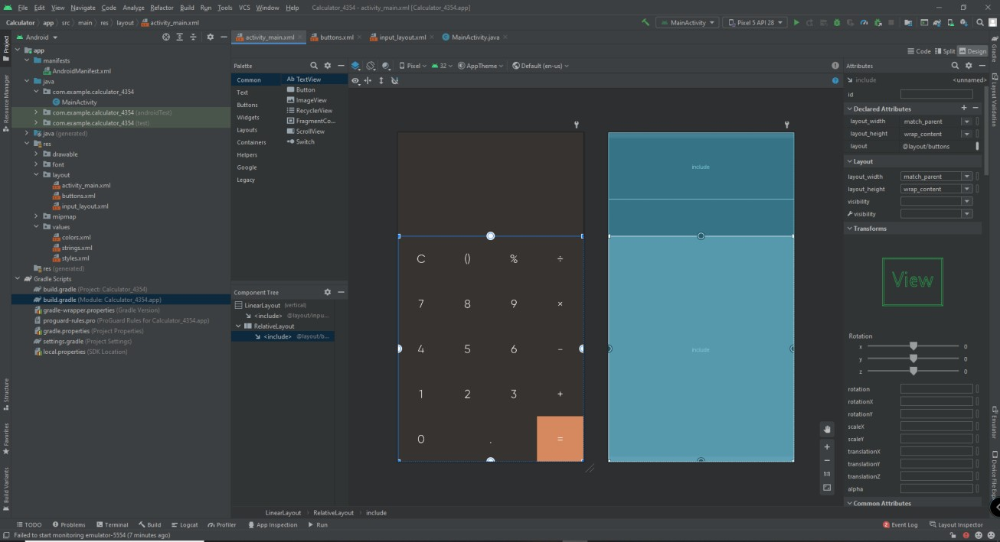 File Edit View Navigate Code Analyze Refactor Build Run Tools VCS Window Help Calculator_4354 - activity_main.xml [Calculator_4354.app]
Calculator app src main res layout activity_main.xml MainActivity Pixel 5 API 28
Android activity_main.xml buttons.xml input_layout.xml MainActivity.java
Code Split Design
Project
Resource Manager
Structure
Favorites
Build Variants
app
manifests
AndroidManifest.xml
java
com.example.calculator_4354
MainActivity
com.example.calculator_4354 (androidTest)
com.example.calculator_4354 (test)
java (generated)
res
drawable
font
layout
activity_main.xml
buttons.xml
input_layout.xml
mipmap
values
colors.xml
strings.xml
styles.xml
res (generated)
Gradle Scripts
build.gradle (Project: Calculator_4354)
build.gradle (Module: Calculator_4354.app)
gradle-wrapper.properties (Gradle Version)
proguard-rules.pro (ProGuard Rules for Calculator_4354.app)
gradle.properties (Project Properties)
settings.gradle (Project Settings)
local.properties (SDK Location)
Palette
Common
Text
Buttons
Widgets
Layouts
Containers
Helpers
Google
Legacy
Ab TextView
Button
ImageView
RecyclerView
FragmentCo...
ScrollView
Switch
Component Tree
LinearLayout (vertical)
<include> @layout/inpu...
RelativeLayout
<include> @layout/b...
Pixel 32 AppTheme Default (en-us)
C () % ÷
7 8 9 ×
4 5 6 −
1 2 3 +
0 . =
include
include
1:1
LinearLayout RelativeLayout include
Attributes
include <unnamed>
id
Declared Attributes
layout_width match_parent
layout_height wrap_content
layout @layout/buttons
Layout
layout_width match_parent
layout_height wrap_content
visibility
visibility
Transforms
View
Rotation
x 0
y 0
z 0
rotation
rotationX
rotationY
scaleX
scaleY
translationX
translationY
translationZ
alpha
Common Attributes
Gradle
Layout Validation
Emulator
Device File Exp
TODO Problems Terminal Build Logcat Profiler App Inspection Run 2 Event Log Layout Inspector
Failed to start monitoring emulator-5554 (7 minutes ago)